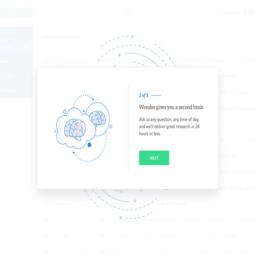 1 of 3
Wonder gives you a second brain
Ask us any question, any time of day,
and we'll deliver great research in 24
hours or less.
NEXT